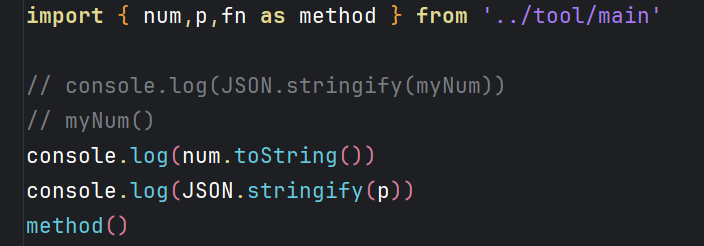 import { num,p,fn as method } from '../tool/main'
// console.log(JSON.stringify(myNum))
// myNum()
console.log(num.toString())
console.log(JSON.stringify(p))
method()